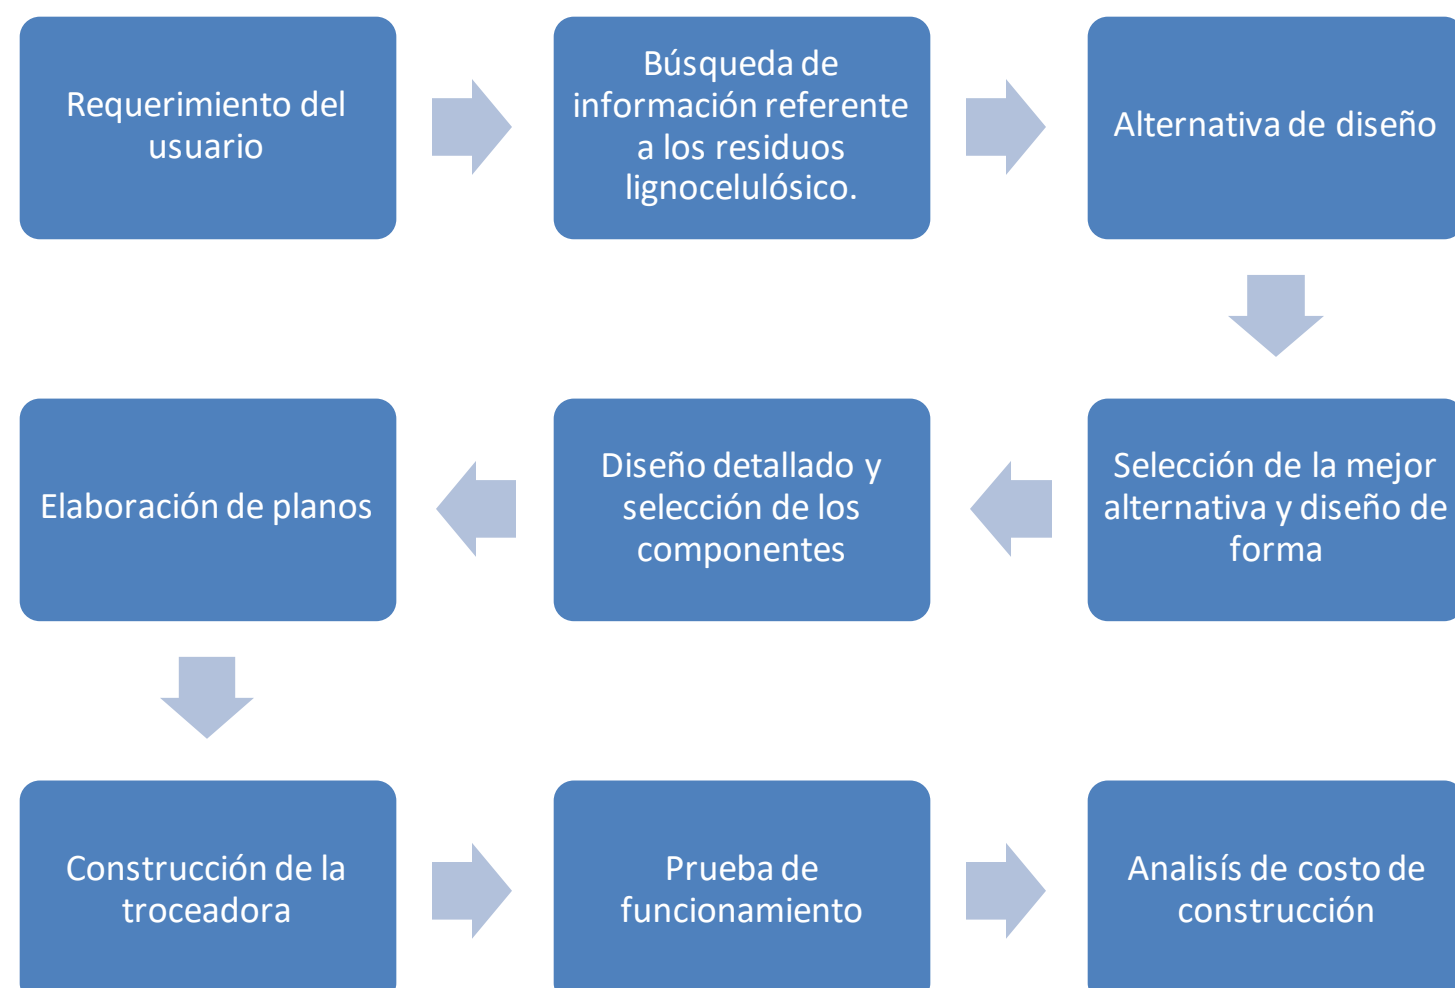 Requerimiento del
usuario
Búsqueda de
información referente
a los residuos
lignocelulósico.
Alternativa de diseño
Selección de la mejor
alternativa y diseño de
forma
Diseño detallado y
selección de los
componentes
Elaboración de planos
Construcción de la
troceadora
Prueba de
funcionamiento
Analisís de costo de
construcción